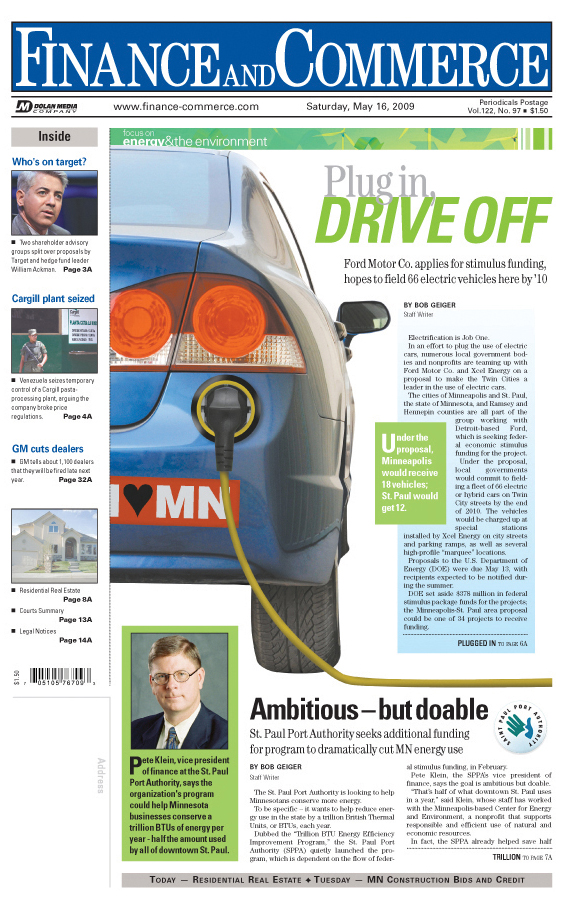 FINANCE AND COMMERCE
DOLAN MEDIA
COMPANY
www.finance-commerce.com
Saturday, May 16, 2009
Periodicals Postage
Vol.122, No. 97 ■ $1.50
Inside
Who's on target?
■ Two shareholder advisory
groups split over proposals by
Target and hedge fund leader
William Ackman. Page 3A
Cargill plant seized
■ Venezuela seizes temporary
control of a Cargill pasta-
processing plant, arguing the
company broke price
regulations. Page 4A
GM cuts dealers
■ GM tells about 1,100 dealers
that they will be fired late next
year. Page 32A
■ Residential Real Estate
Page 8A
■ Courts Summary
Page 13A
■ Legal Notices
Page 14A
$1.50
Address
focus on
energy&the environment
Plug in,
DRIVE OFF
Ford Motor Co. applies for stimulus funding,
hopes to field 66 electric vehicles here by '10
BY BOB GEIGER
Staff Writer
Electrification is Job One.
In an effort to plug the use of electric
cars, numerous local government bod-
ies and nonprofits are teaming up with
Ford Motor Co. and Xcel Energy on a
proposal to make the Twin Cities a
leader in the use of electric cars.
The cities of Minneapolis and St. Paul,
the state of Minnesota, and Ramsey and
Hennepin counties are all part of the
group working with
Detroit-based Ford,
which is seeking feder-
al economic stimulus
funding for the project.
Under the proposal,
local governments
would commit to field-
ing a fleet of 66 electric
or hybrid cars on Twin
City streets by the end
of 2010. The vehicles
would be charged up at
special stations
installed by Xcel Energy on city streets
and parking ramps, as well as several
high-profile "marquee" locations.
Proposals to the U.S. Department of
Energy (DOE) were due May 13, with
recipients expected to be notified dur-
ing the summer.
DOE set aside $378 million in federal
stimulus package funds for the projects;
the Minneapolis-St. Paul area proposal
could be one of 34 projects to receive
funding.
PLUGGED IN TO PAGE 6A
Under the
proposal,
Minneapolis
would receive
18 vehicles;
St. Paul would
get 12.
I ♥ MN
Pete Klein, vice president
of finance at the St. Paul
Port Authority, says the
organization's program
could help Minnesota
businesses conserve a
trillion BTUs of energy per
year - half the amount used
by all of downtown St. Paul.
Ambitious – but doable
St. Paul Port Authority seeks additional funding
for program to dramatically cut MN energy use
SAINT PAUL PORT AUTHORITY
BY BOB GEIGER
Staff Writer
The St. Paul Port Authority is looking to help
Minnesotans conserve more energy.
To be specific – it wants to help reduce ener-
gy use in the state by a trillion British Thermal
Units, or BTUs, each year.
Dubbed the "Trillion BTU Energy Efficiency
Improvement Program," the St. Paul Port
Authority (SPPA) quietly launched the pro-
gram, which is dependent on the flow of feder-
al stimulus funding, in February.
Pete Klein, the SPPA's vice president of
finance, says the goal is ambitious but doable.
"That's half of what downtown St. Paul uses
in a year," said Klein, whose staff has worked
with the Minneapolis-based Center for Energy
and Environment, a nonprofit that supports
responsible and efficient use of natural and
economic resources.
In fact, the SPPA already helped save half
TRILLION TO PAGE 7A
TODAY — RESIDENTIAL REAL ESTATE ✦ TUESDAY — MN CONSTRUCTION BIDS AND CREDIT